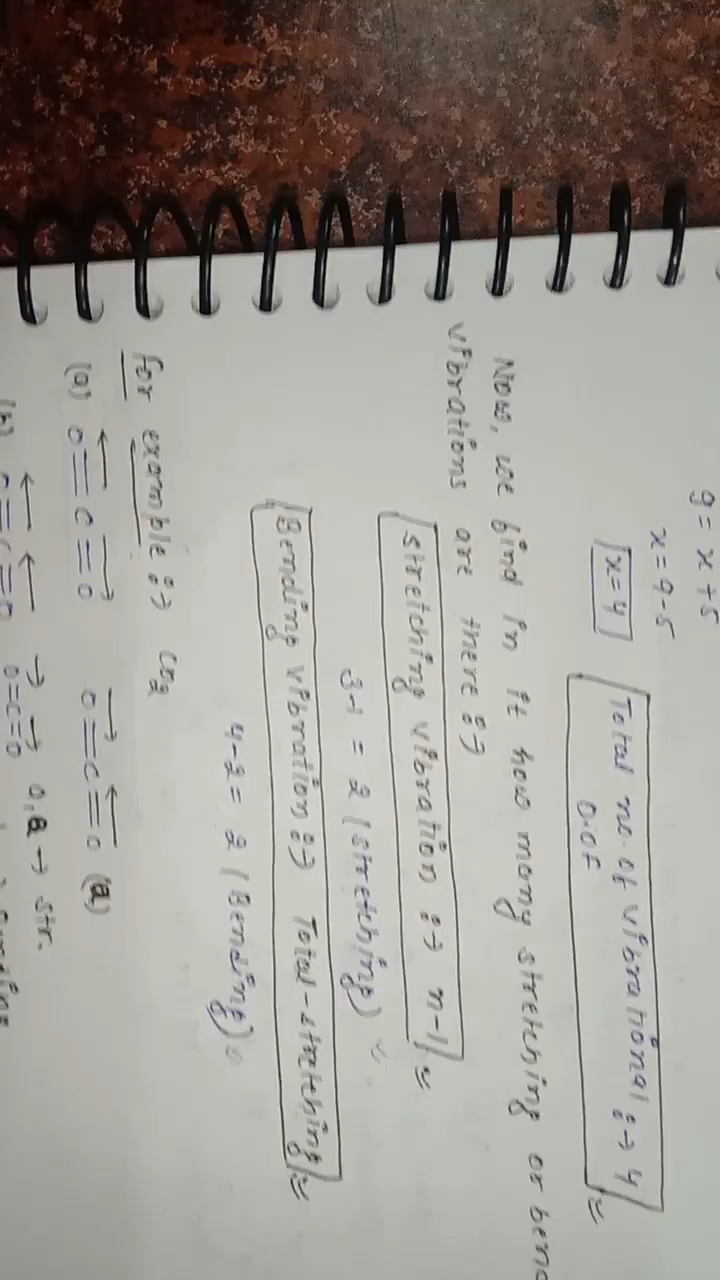 9 = x + 5
x = 9-5
x=4
Total no. of vibrational :→ 4
D.O.F
Now, we find in it how many stretching or bend
vibrations are there :→
stretching vibration :→ n-1
3-1 = 2 (stretching)
Bending vibration :→ Total-stretching
4-2 = 2 (Bending)
for example :→ CO2
(a) ← → O=C=O → ← O=C=O (a)
(b) ← ← O=C=O → → O=C=O a, a → str.